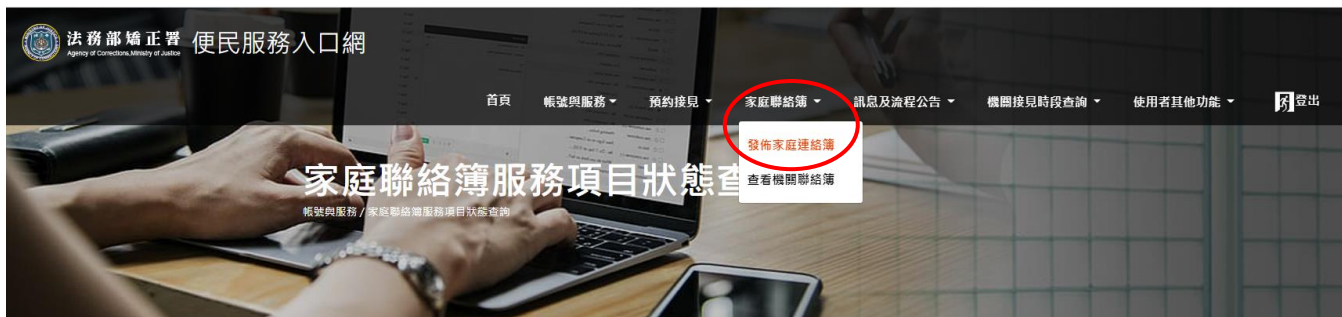 法務部矯正署 便民服務入口網
Agency of Corrections,Ministry of Justice
首頁 帳號與服務 預約接見 家庭聯絡簿 訊息及流程公告 機關接見時段查詢 使用者其他功能 登出
發佈家庭連絡簿
查看機關聯絡簿
家庭聯絡簿服務項目狀態查
帳號與服務 / 家庭聯絡簿服務項目狀態查詢